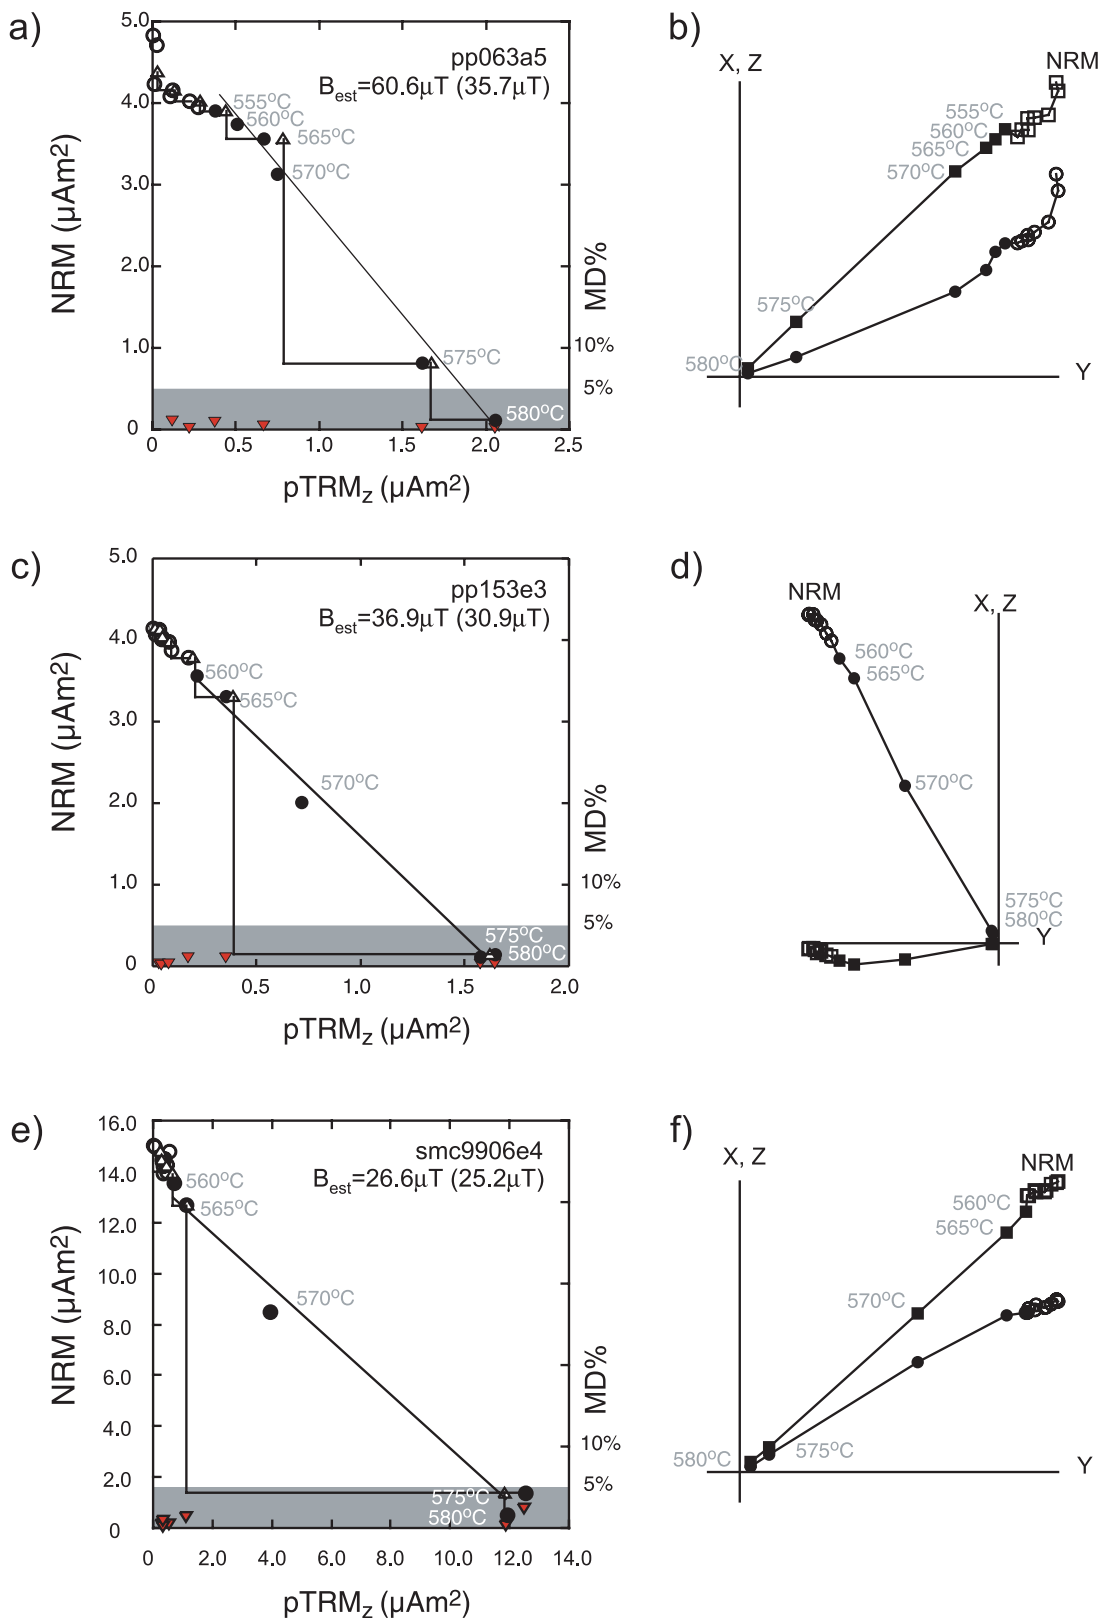 a)
pp063a5
Best=60.6μT (35.7μT)
NRM (μAm²)
5.0
4.0
3.0
2.0
1.0
0
555°C
560°C
565°C
570°C
575°C
580°C
MD%
10%
5%
0
0.5
1.0
1.5
2.0
2.5
pTRMz (μAm²)
b)
X, Z
NRM
555°C
560°C
565°C
570°C
575°C
580°C
Y
c)
pp153e3
Best=36.9μT (30.9μT)
NRM (μAm²)
5.0
4.0
3.0
2.0
1.0
0
560°C
565°C
570°C
575°C
580°C
MD%
10%
5%
0
0.5
1.0
1.5
2.0
pTRMz (μAm²)
d)
NRM
X, Z
560°C
565°C
570°C
575°C
580°C
Y
e)
smc9906e4
Best=26.6μT (25.2μT)
NRM (μAm²)
16.0
14.0
12.0
10.0
8.0
6.0
4.0
2.0
0
560°C
565°C
570°C
575°C
580°C
MD%
10%
5%
0
2.0
4.0
6.0
8.0
10.0
12.0
14.0
pTRMz (μAm²)
f)
X, Z
NRM
560°C
565°C
570°C
575°C
580°C
Y